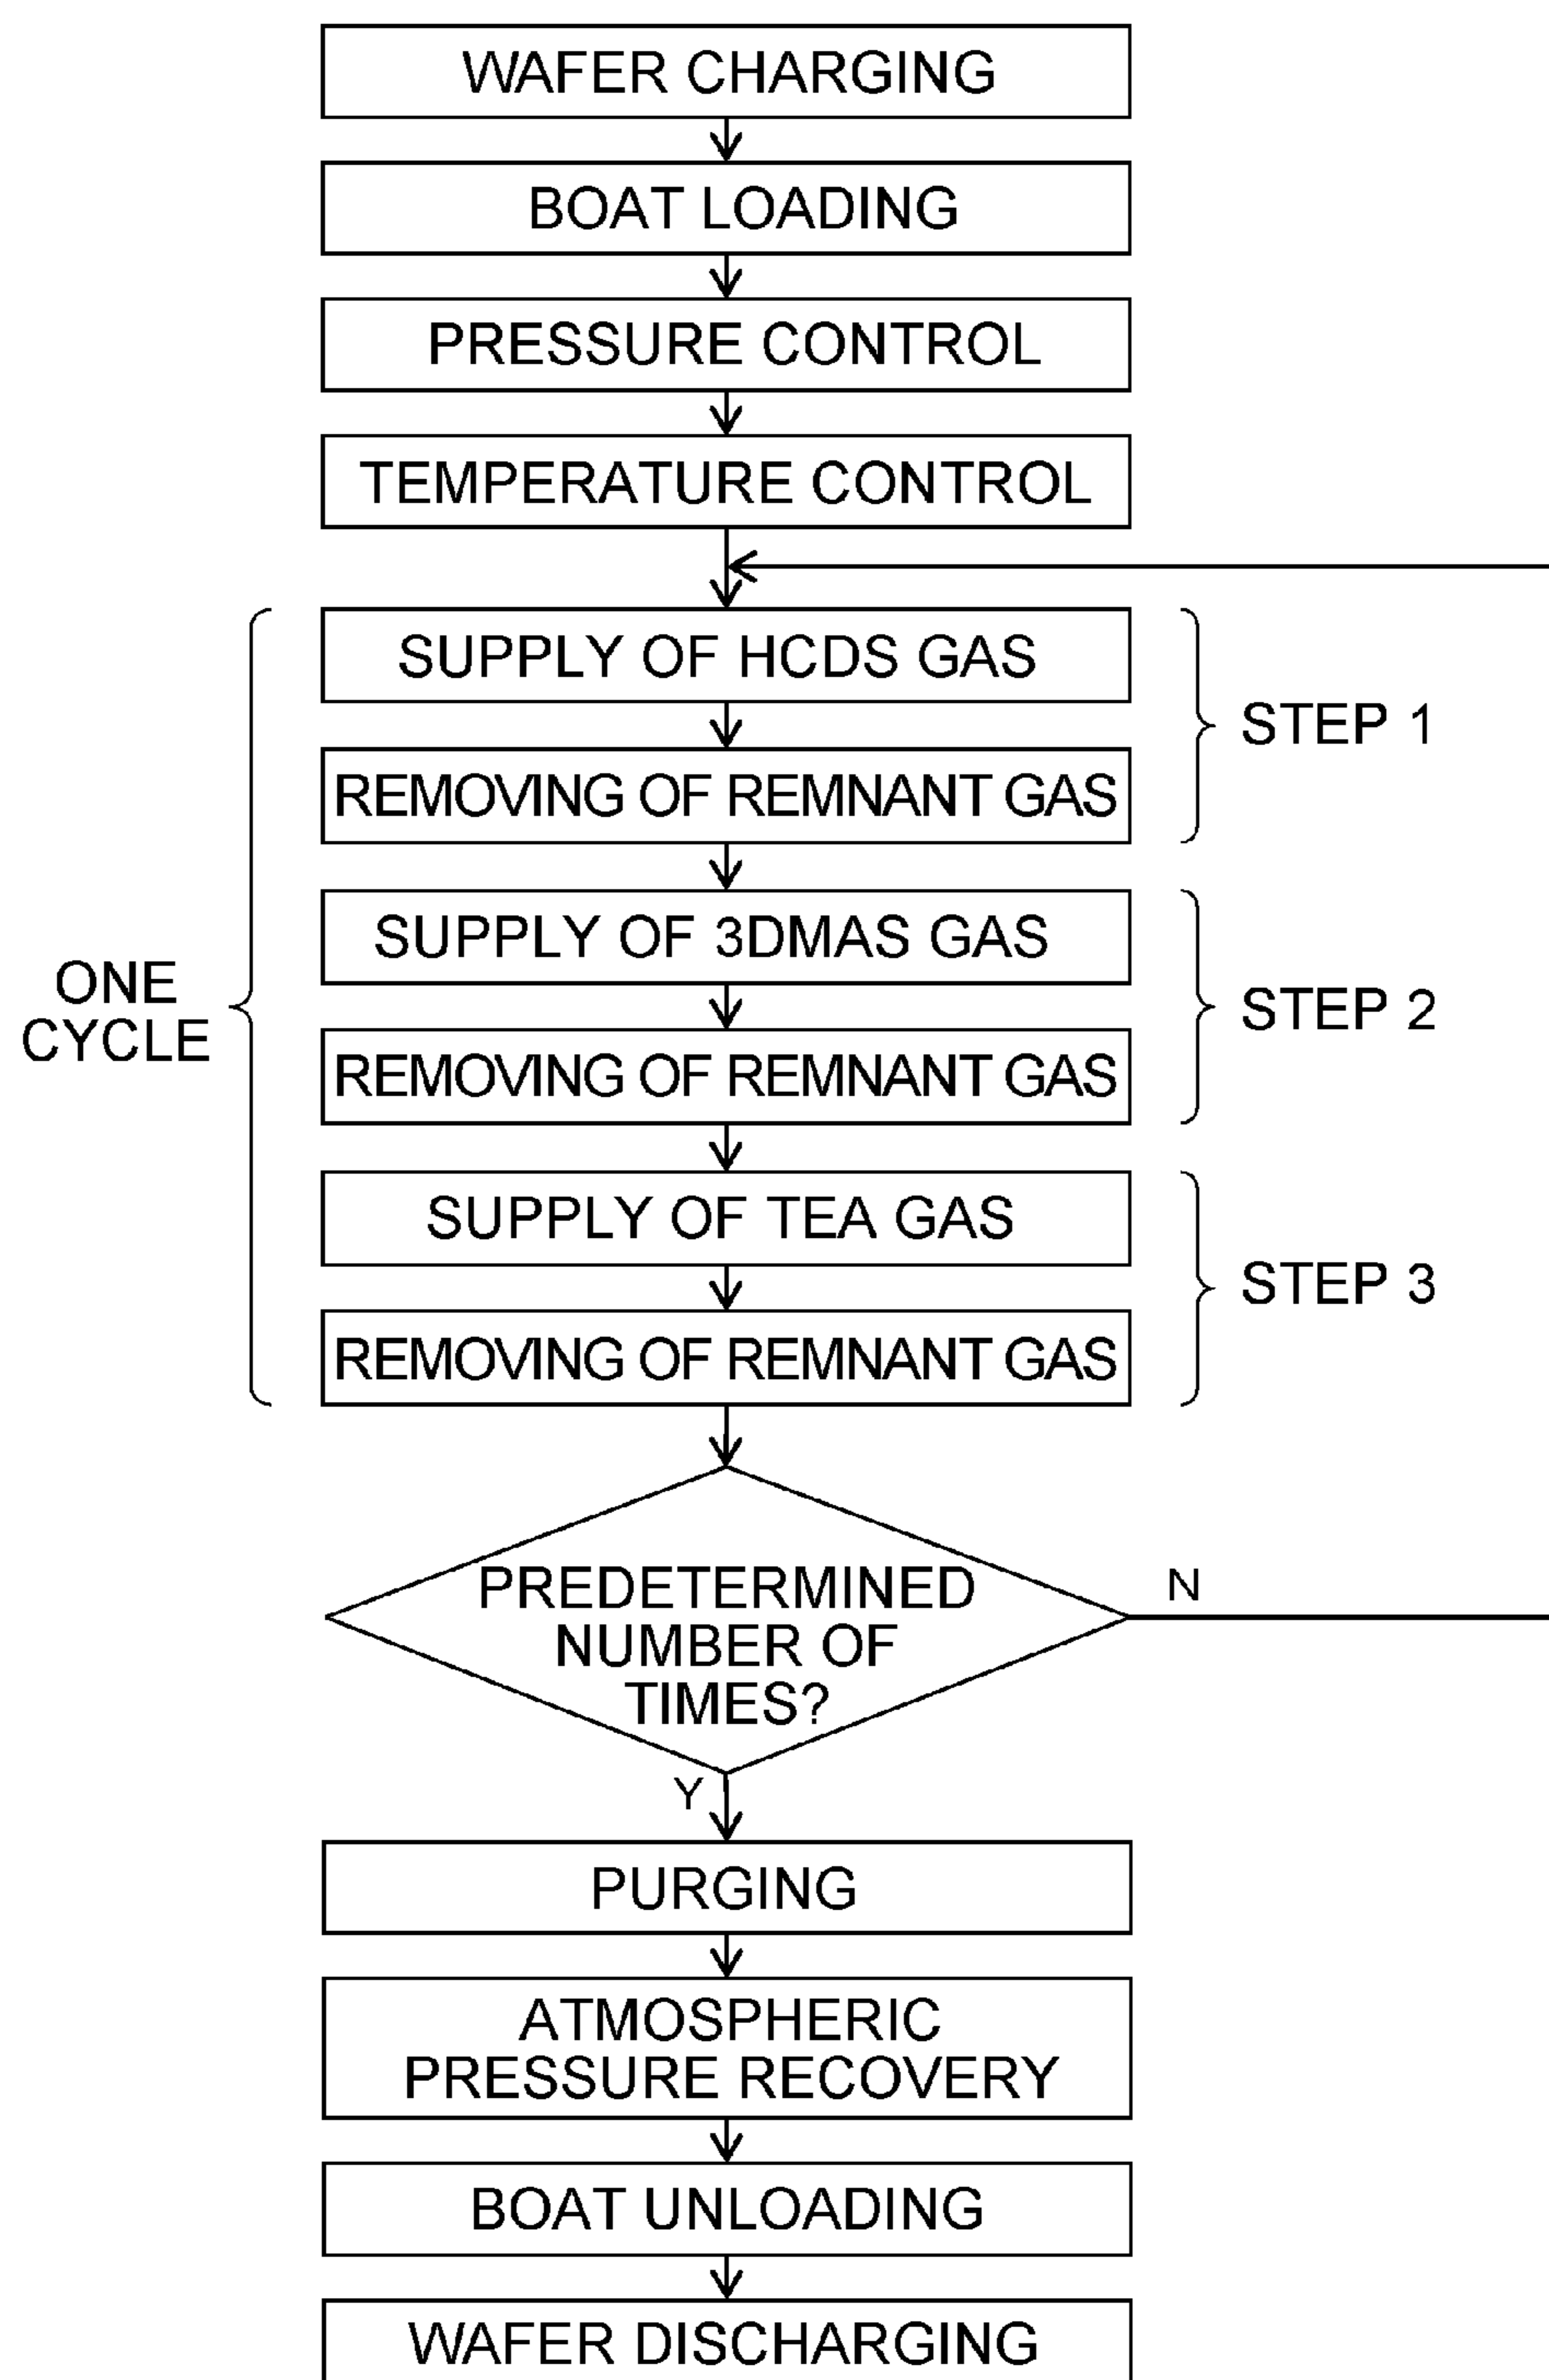 WAFER CHARGING
BOAT LOADING
PRESSURE CONTROL
TEMPERATURE CONTROL
SUPPLY OF HCDS GAS
STEP 1
REMOVING OF REMNANT GAS
SUPPLY OF 3DMAS GAS
ONE
CYCLE
STEP 2
REMOVING OF REMNANT GAS
SUPPLY OF TEA GAS
STEP 3
REMOVING OF REMNANT GAS
PREDETERMINED
NUMBER OF
TIMES?
N
Y
PURGING
ATMOSPHERIC
PRESSURE RECOVERY
BOAT UNLOADING
WAFER DISCHARGING